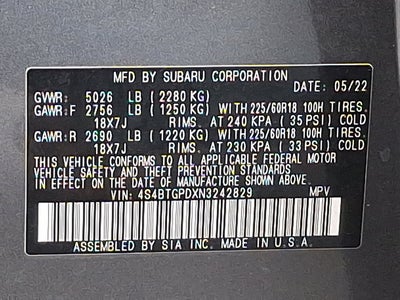 MFD. BY SUBARU CORPORATION
DATE: 05/22
GVWR: 5026 LB ( 2280 KG)
GAWR:F 2756 LB ( 1250 KG) WITH 225/60R18 100H TIRES,
18X7J RIMS, AT 240 KPA ( 35 PSI) COLD
GAWR:R 2690 LB ( 1220 KG) WITH 225/60R18 100H TIRES,
18X7J RIMS, AT 230 KPA ( 33 PSI) COLD
THIS VEHICLE CONFORMS TO ALL APPLICABLE FEDERAL MOTOR
VEHICLE SAFETY AND THEFT PREVENTION STANDARDS
IN EFFECT ON THE DATE OF MANUFACTURE SHOWN ABOVE.
VIN: 4S4BTGPDXN3242829 MPV
ASSEMBLED BY SIA INC. MADE IN U.S.A.